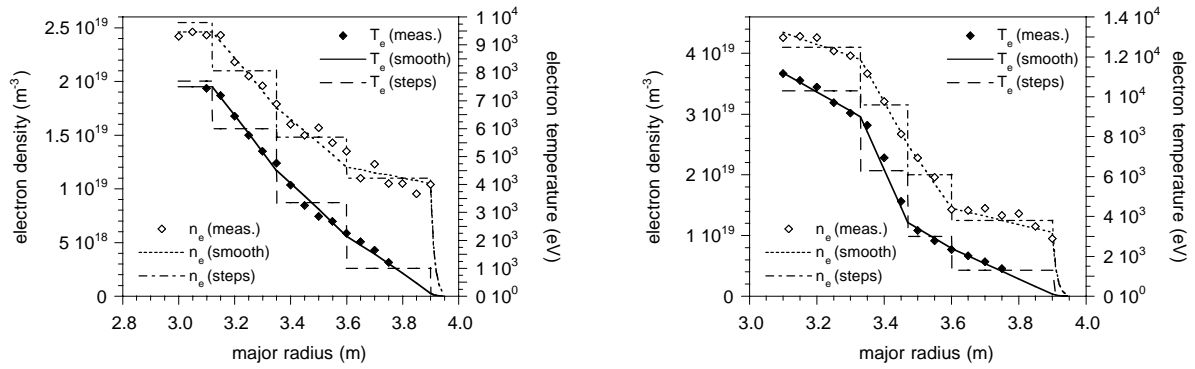 electron density (m-3)
2.5 10^19
2 10^19
1.5 10^19
1 10^19
5 10^18
0
T_e (meas.)
T_e (smooth)
T_e (steps)
n_e (meas.)
n_e (smooth)
n_e (steps)
1 10^4
9 10^3
8 10^3
7 10^3
6 10^3
5 10^3
4 10^3
3 10^3
2 10^3
1 10^3
0 10^0
electron temperature (eV)
2.8 3.0 3.2 3.4 3.6 3.8 4.0
major radius (m)
electron density (m-3)
4 10^19
3 10^19
2 10^19
1 10^19
0
T_e (meas.)
T_e (smooth)
T_e (steps)
n_e (meas.)
n_e (smooth)
n_e (steps)
1.4 10^4
1.2 10^4
1 10^4
8 10^3
6 10^3
4 10^3
2 10^3
0 10^0
electron temperature (eV)
3.0 3.2 3.4 3.6 3.8 4.0
major radius (m)